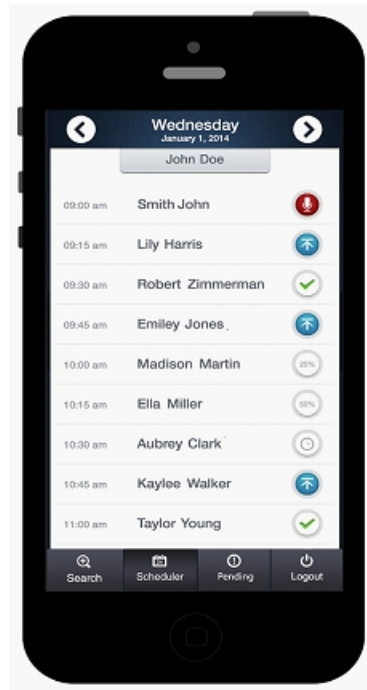 Wednesday
January 1, 2014
John Doe
09:00 am Smith John
09:15 am Lily Harris
09:30 am Robert Zimmerman
09:45 am Emiley Jones
10:00 am Madison Martin 25%
10:15 am Ella Miller 50%
10:30 am Aubrey Clark
10:45 am Kaylee Walker
11:00 am Taylor Young
Search Scheduler Pending Logout